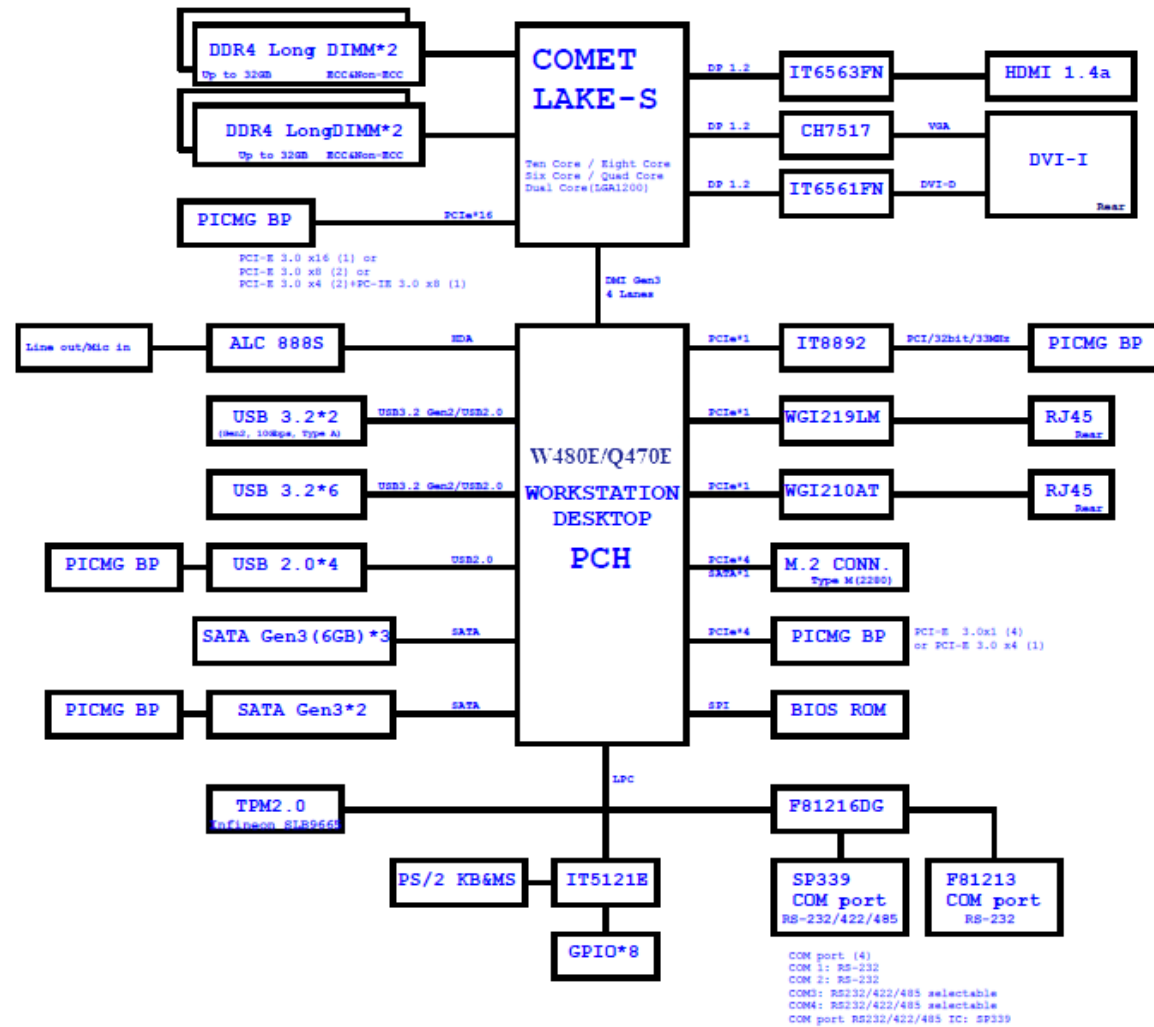 DDR4 Long DIMM*2
Up to 32GB ECC&Non-ECC
DDR4 LongDIMM*2
Up to 32GB ECC&Non-ECC
PICMG BP
PCIe*16
PCI-E 3.0 x16 (1) or
PCI-E 3.0 x8 (2) or
PCI-E 3.0 x4 (2)+PC-IE 3.0 x8 (1)
COMET
LAKE-S
Ten Core / Eight Core
Six Core / Quad Core
Dual Core(LGA1200)
DP 1.2
IT6563FN
HDMI 1.4a
DP 1.2
CH7517
VGA
DVI-I
Rear
DP 1.2
IT6561FN
DVI-D
DMI Gen3
4 Lanes
Line out/Mic in
ALC 888S
HDA
USB 3.2*2
(Gen2, 10Gbps, Type A)
USB3.2 Gen2/USB2.0
USB 3.2*6
USB3.2 Gen2/USB2.0
PICMG BP
USB 2.0*4
USB2.0
SATA Gen3(6GB)*3
SATA
PICMG BP
SATA Gen3*2
SATA
W480E/Q470E
WORKSTATION
DESKTOP
PCH
PCIe*1
IT8892
PCI/32bit/33MHz
PICMG BP
PCIe*1
WGI219LM
RJ45
Rear
PCIe*1
WGI210AT
RJ45
Rear
PCIe*4
SATA*1
M.2 CONN.
Type M(2280)
PCIe*4
PICMG BP
PCI-E 3.0x1 (4)
or PCI-E 3.0 x4 (1)
SPI
BIOS ROM
LPC
TPM2.0
Infineon SLB9665
F81216DG
PS/2 KB&MS
IT5121E
GPIO*8
SP339
COM port
RS-232/422/485
F81213
COM port
RS-232
COM port (4)
COM 1: RS-232
COM 2: RS-232
COM3: RS232/422/485 selectable
COM4: RS232/422/485 selectable
COM port RS232/422/485 IC: SP339